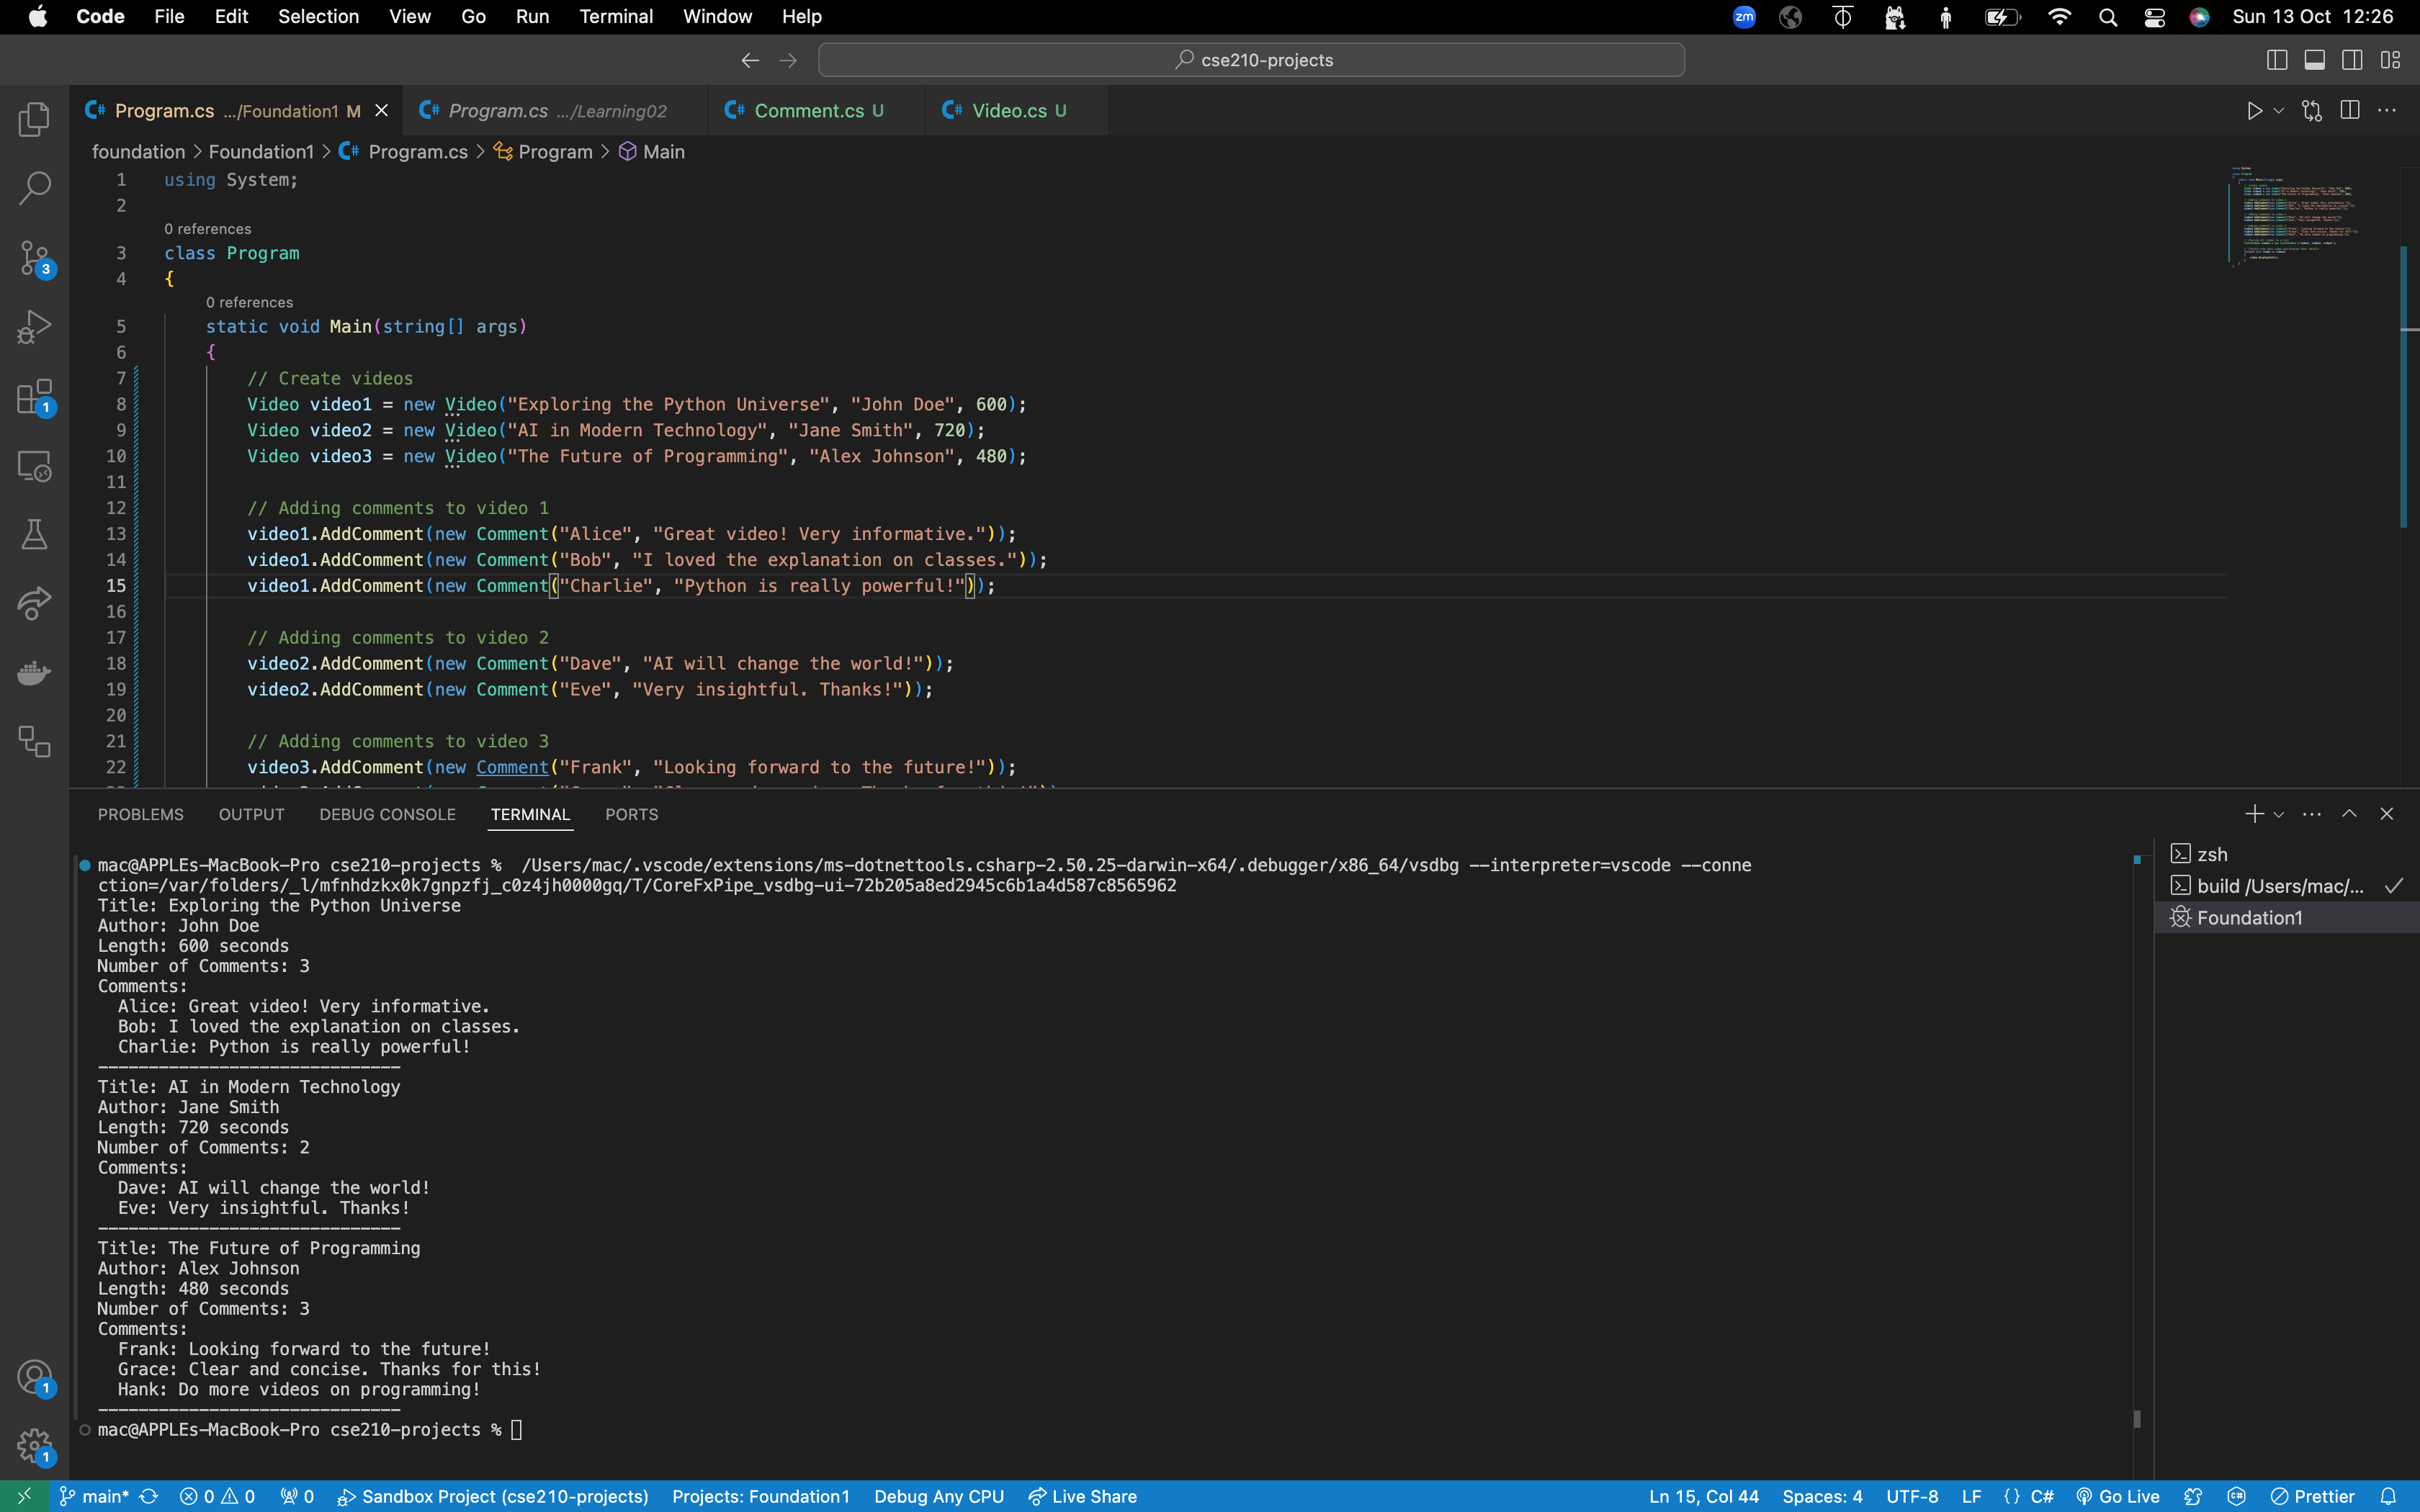 Code File Edit Selection View Go Run Terminal Window Help zm Sun 13 Oct 12:26
cse210-projects
C# Program.cs .../Foundation1 M C# Program.cs .../Learning02 C# Comment.cs U C# Video.cs U
foundation > Foundation1 > C# Program.cs > Program > Main
1 using System;
2
0 references
3 class Program
4 {
0 references
5 static void Main(string[] args)
6 {
7 // Create videos
8 Video video1 = new Video("Exploring the Python Universe", "John Doe", 600);
9 Video video2 = new Video("AI in Modern Technology", "Jane Smith", 720);
10 Video video3 = new Video("The Future of Programming", "Alex Johnson", 480);
11
12 // Adding comments to video 1
13 video1.AddComment(new Comment("Alice", "Great video! Very informative."));
14 video1.AddComment(new Comment("Bob", "I loved the explanation on classes."));
15 video1.AddComment(new Comment("Charlie", "Python is really powerful!"));
16
17 // Adding comments to video 2
18 video2.AddComment(new Comment("Dave", "AI will change the world!"));
19 video2.AddComment(new Comment("Eve", "Very insightful. Thanks!"));
20
21 // Adding comments to video 3
22 video3.AddComment(new Comment("Frank", "Looking forward to the future!"));
3
1
PROBLEMS OUTPUT DEBUG CONSOLE TERMINAL PORTS
mac@APPLEs-MacBook-Pro cse210-projects % /Users/mac/.vscode/extensions/ms-dotnettools.csharp-2.50.25-darwin-x64/.debugger/x86_64/vsdbg --interpreter=vscode --conne
ction=/var/folders/_l/mfnhdzkx0k7gnpzfj_c0z4jh0000gq/T/CoreFxPipe_vsdbg-ui-72b205a8ed2945c6b1a4d587c8565962
Title: Exploring the Python Universe
Author: John Doe
Length: 600 seconds
Number of Comments: 3
Comments:
Alice: Great video! Very informative.
Bob: I loved the explanation on classes.
Charlie: Python is really powerful!
------------------------------
Title: AI in Modern Technology
Author: Jane Smith
Length: 720 seconds
Number of Comments: 2
Comments:
Dave: AI will change the world!
Eve: Very insightful. Thanks!
------------------------------
Title: The Future of Programming
Author: Alex Johnson
Length: 480 seconds
Number of Comments: 3
Comments:
Frank: Looking forward to the future!
Grace: Clear and concise. Thanks for this!
Hank: Do more videos on programming!
------------------------------
mac@APPLEs-MacBook-Pro cse210-projects %
zsh
build /Users/mac/...
Foundation1
1
1
main* 0 0 0 Sandbox Project (cse210-projects) Projects: Foundation1 Debug Any CPU Live Share Ln 15, Col 44 Spaces: 4 UTF-8 LF {} C# Go Live Prettier